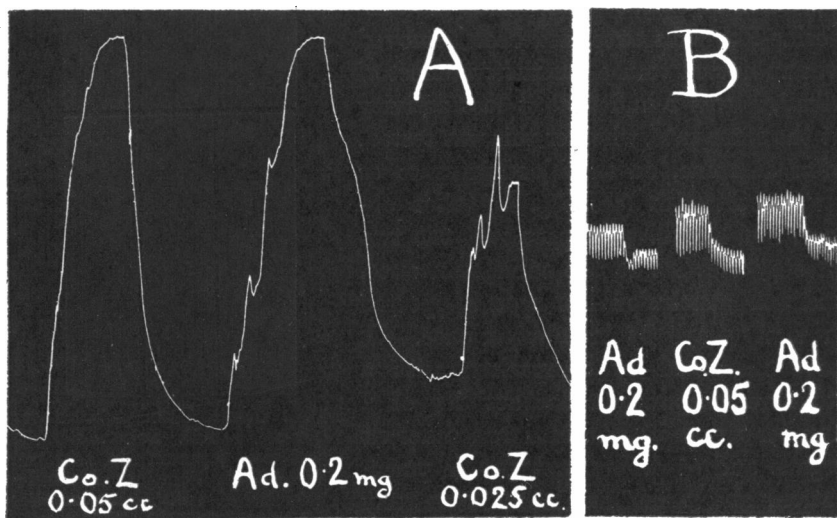 A
Co.Z
0·05 cc
Ad. 0·2 mg
Co.Z
0·025 cc.
B
Ad
0·2
mg.
Co.Z.
0·05
cc.
Ad
0·2
mg